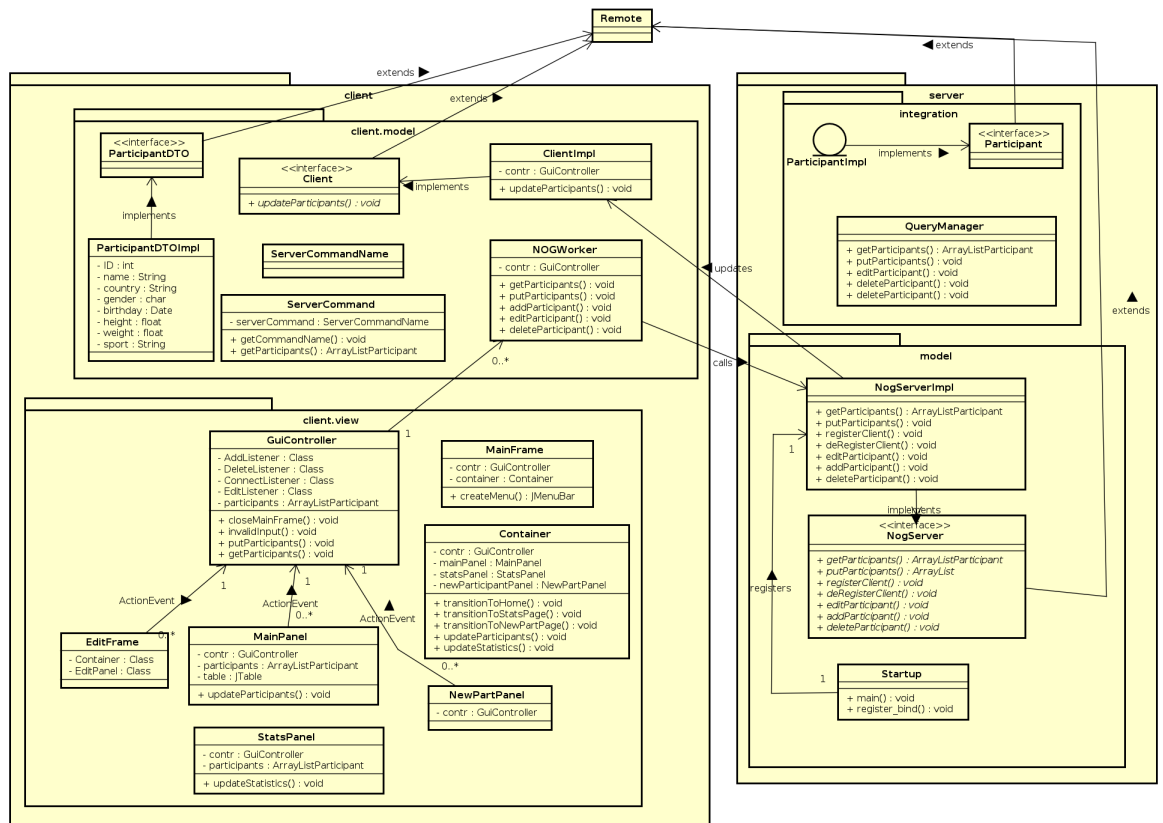 Remote
extends
extends
extends
client
client.model
<<interface>>
ParticipantDTO
<<interface>>
Client
+ updateParticipants() : void
ClientImpl
- contr : GuiController
+ updateParticipants() : void
implements
implements
ParticipantDTOImpl
- ID : int
- name : String
- country : String
- gender : char
- birthday : Date
- height : float
- weight : float
- sport : String
ServerCommandName
ServerCommand
- serverCommand : ServerCommandName
+ getCommandName() : void
+ getParticipants() : ArrayListParticipant
NOGWorker
- contr : GuiController
+ getParticipants() : void
+ putParticipants() : void
+ addParticipant() : void
+ editParticipant() : void
+ deleteParticipant() : void
0..*
1
updates
calls
client.view
GuiController
- AddListener : Class
- DeleteListener : Class
- ConnectListener : Class
- EditListener : Class
- participants : ArrayListParticipant
+ closeMainFrame() : void
+ invalidInput() : void
+ putParticipants() : void
+ getParticipants() : void
MainFrame
- contr : GuiController
- container : Container
+ createMenu() : JMenuBar
Container
- contr : GuiController
- mainPanel : MainPanel
- statsPanel : StatsPanel
- newParticipantPanel : NewPartPanel
+ transitionToHome() : void
+ transitionToStatsPage() : void
+ transitionToNewPartPage() : void
+ updateParticipants() : void
+ updateStatistics() : void
1
1
1
ActionEvent
ActionEvent
ActionEvent
0..*
0..*
0..*
EditFrame
- Container : Class
- EditPanel : Class
MainPanel
- contr : GuiController
- participants : ArrayListParticipant
- table : JTable
+ updateParticipants() : void
NewPartPanel
- contr : GuiController
StatsPanel
- contr : GuiController
- participants : ArrayListParticipant
+ updateStatistics() : void
server
integration
ParticipantImpl
implements
<<interface>>
Participant
QueryManager
+ getParticipants() : ArrayListParticipant
+ putParticipants() : void
+ editParticipant() : void
+ deleteParticipant() : void
+ deleteParticipant() : void
extends
model
NogServerImpl
+ getParticipants() : ArrayListParticipant
+ putParticipants() : void
+ registerClient() : void
+ deRegisterClient() : void
+ editParticipant() : void
+ addParticipant() : void
+ deleteParticipant() : void
1
implements
<<interface>>
NogServer
+ getParticipants() : ArrayListParticipant
+ putParticipants() : ArrayList
+ registerClient() : void
+ deRegisterClient() : void
+ editParticipant() : void
+ addParticipant() : void
+ deleteParticipant() : void
registers
1
Startup
+ main() : void
+ register_bind() : void